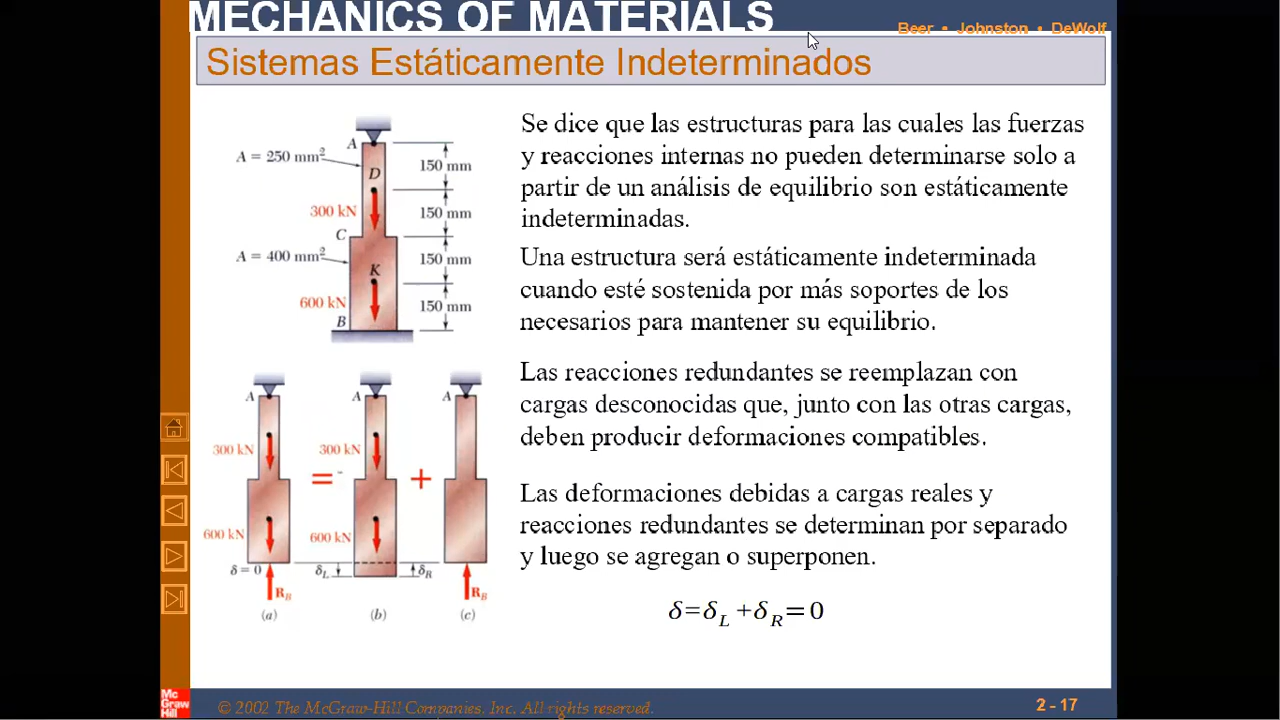 MECHANICS OF MATERIALS
Beer • Johnston • DeWolf
Sistemas Estáticamente Indeterminados
A
A = 250 mm²
150 mm
D
300 kN
150 mm
C
A = 400 mm²
150 mm
K
600 kN
150 mm
B
Se dice que las estructuras para las cuales las fuerzas
y reacciones internas no pueden determinarse solo a
partir de un análisis de equilibrio son estáticamente
indeterminadas.
Una estructura será estáticamente indeterminada
cuando esté sostenida por más soportes de los
necesarios para mantener su equilibrio.
Las reacciones redundantes se reemplazan con
cargas desconocidas que, junto con las otras cargas,
deben producir deformaciones compatibles.
Las deformaciones debidas a cargas reales y
reacciones redundantes se determinan por separado
y luego se agregan o superponen.
δ=δL +δR=0
A A A
300 kN 300 kN
= +
600 kN 600 kN
δ = 0 δL δR
RB RB
(a) (b) (c)
Mc
Graw
Hill
© 2002 The McGraw-Hill Companies, Inc. All rights reserved.
2 - 17